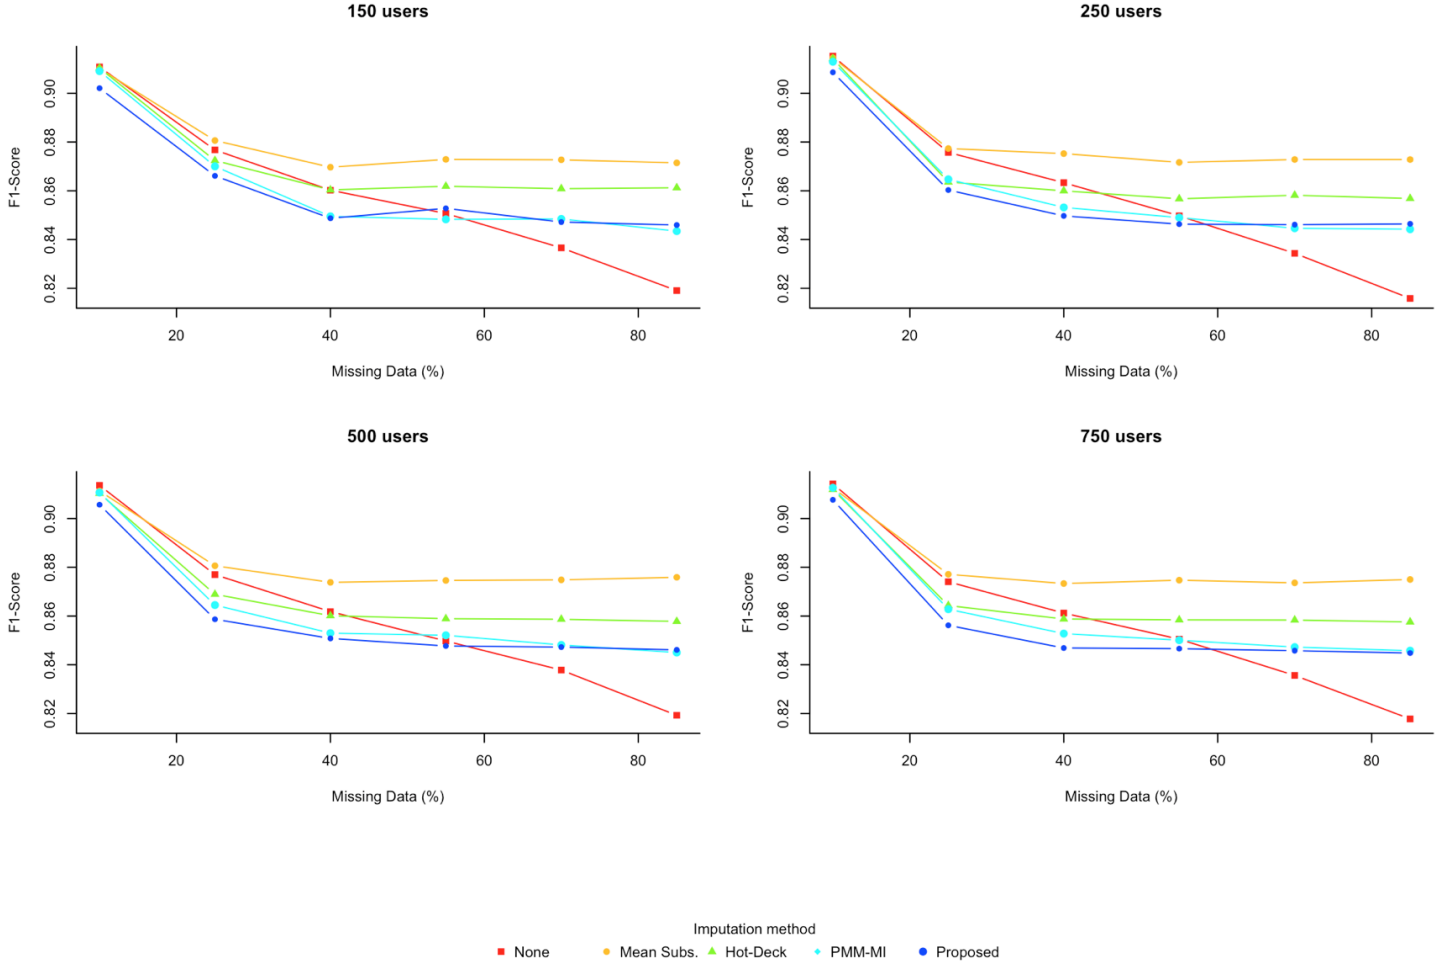 150 users
F1-Score
0.90
0.88
0.86
0.84
0.82
20 40 60 80
Missing Data (%)
250 users
F1-Score
0.90
0.88
0.86
0.84
0.82
20 40 60 80
Missing Data (%)
500 users
F1-Score
0.90
0.88
0.86
0.84
0.82
20 40 60 80
Missing Data (%)
750 users
F1-Score
0.90
0.88
0.86
0.84
0.82
20 40 60 80
Missing Data (%)
Imputation method
None Mean Subs. Hot-Deck PMM-MI Proposed